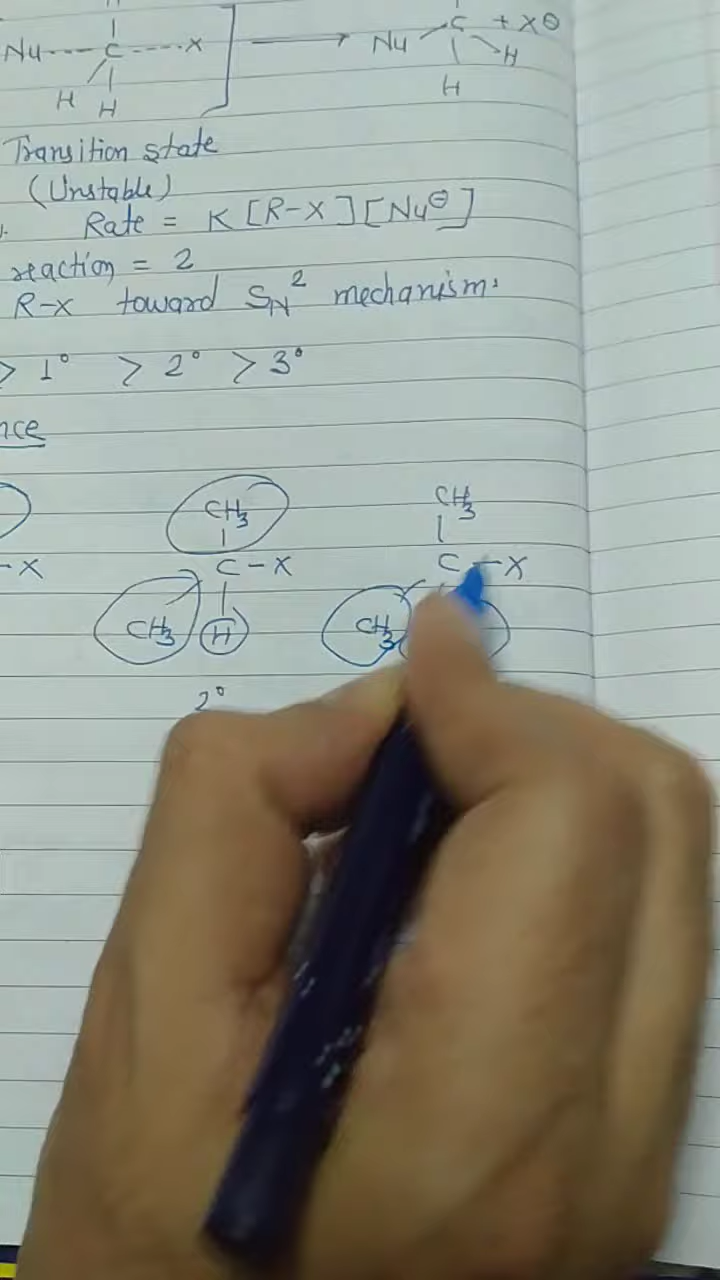 H
Nu---- C ----X ] ⟶ Nu C + X⊖
H H H
H
Transition state
(Unstable)
Rate = K [R-X] [Nu⊖]
reaction = 2
R-X toward SN² mechanism.
> 1° > 2° > 3°
nce
CH₃ CH₃
-X C-X C-X
CH₃ H CH₃
2°